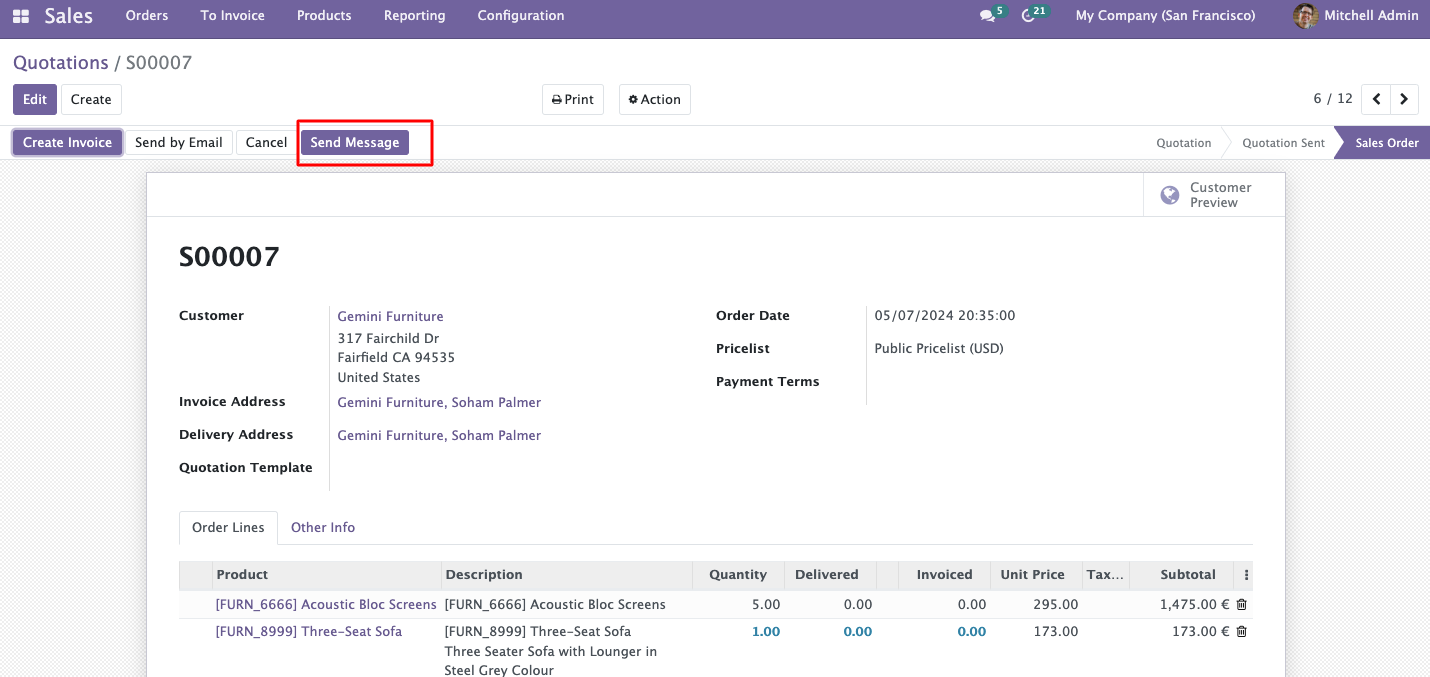 Sales Orders To Invoice Products Reporting Configuration 5 21 My Company (San Francisco) Mitchell Admin
Quotations / S00007
Edit Create Print Action 6 / 12
Create Invoice Send by Email Cancel Send Message Quotation Quotation Sent Sales Order
Customer
Preview
S00007
Customer Gemini Furniture Order Date 05/07/2024 20:35:00
317 Fairchild Dr
Pricelist Public Pricelist (USD)
Fairfield CA 94535
United States
Payment Terms
Invoice Address Gemini Furniture, Soham Palmer
Delivery Address Gemini Furniture, Soham Palmer
Quotation Template
Order Lines Other Info
Product Description Quantity Delivered Invoiced Unit Price Tax... Subtotal
[FURN_6666] Acoustic Bloc Screens [FURN_6666] Acoustic Bloc Screens 5.00 0.00 0.00 295.00 1,475.00 €
[FURN_8999] Three-Seat Sofa [FURN_8999] Three-Seat Sofa 1.00 0.00 0.00 173.00 173.00 €
Three Seater Sofa with Lounger in
Steel Grey Colour